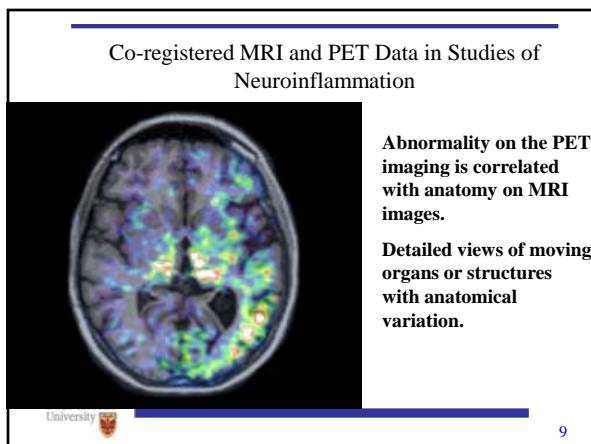 Co-registered MRI and PET Data in Studies of
Neuroinflammation
Abnormality on the PET
imaging is correlated
with anatomy on MRI
images.
Detailed views of moving
organs or structures
with anatomical
variation.
University
9